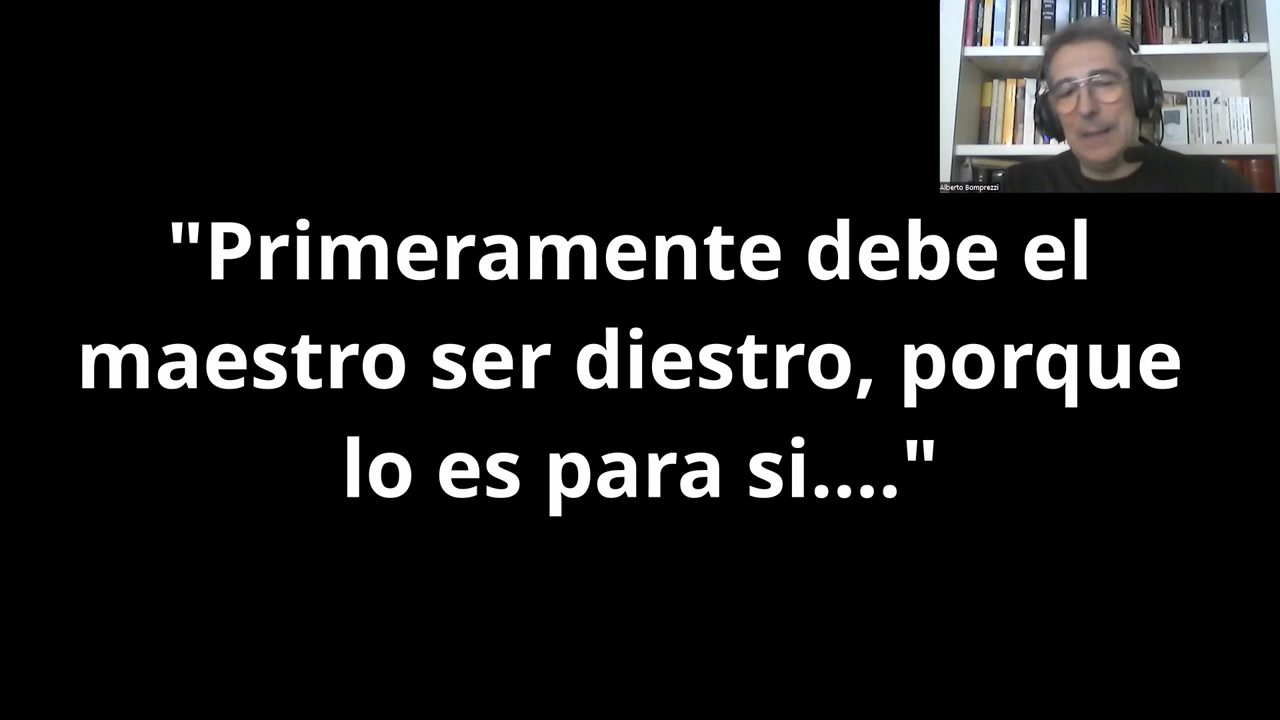 Alberto Bomprezzi
"Primeramente debe el
maestro ser diestro, porque
lo es para si...."